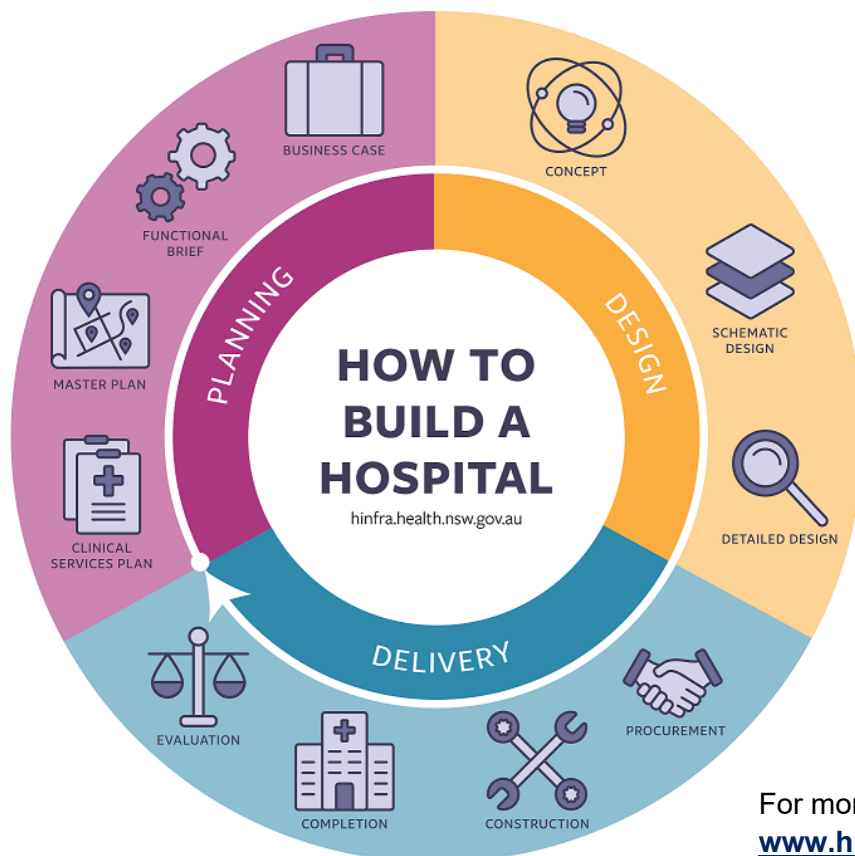 HOW TO
BUILD A
HOSPITAL
hinfra.health.nsw.gov.au
PLANNING
CLINICAL
SERVICES PLAN
MASTER PLAN
FUNCTIONAL
BRIEF
BUSINESS CASE
DESIGN
CONCEPT
SCHEMATIC
DESIGN
DETAILED DESIGN
DELIVERY
PROCUREMENT
CONSTRUCTION
COMPLETION
EVALUATION
For
www.h